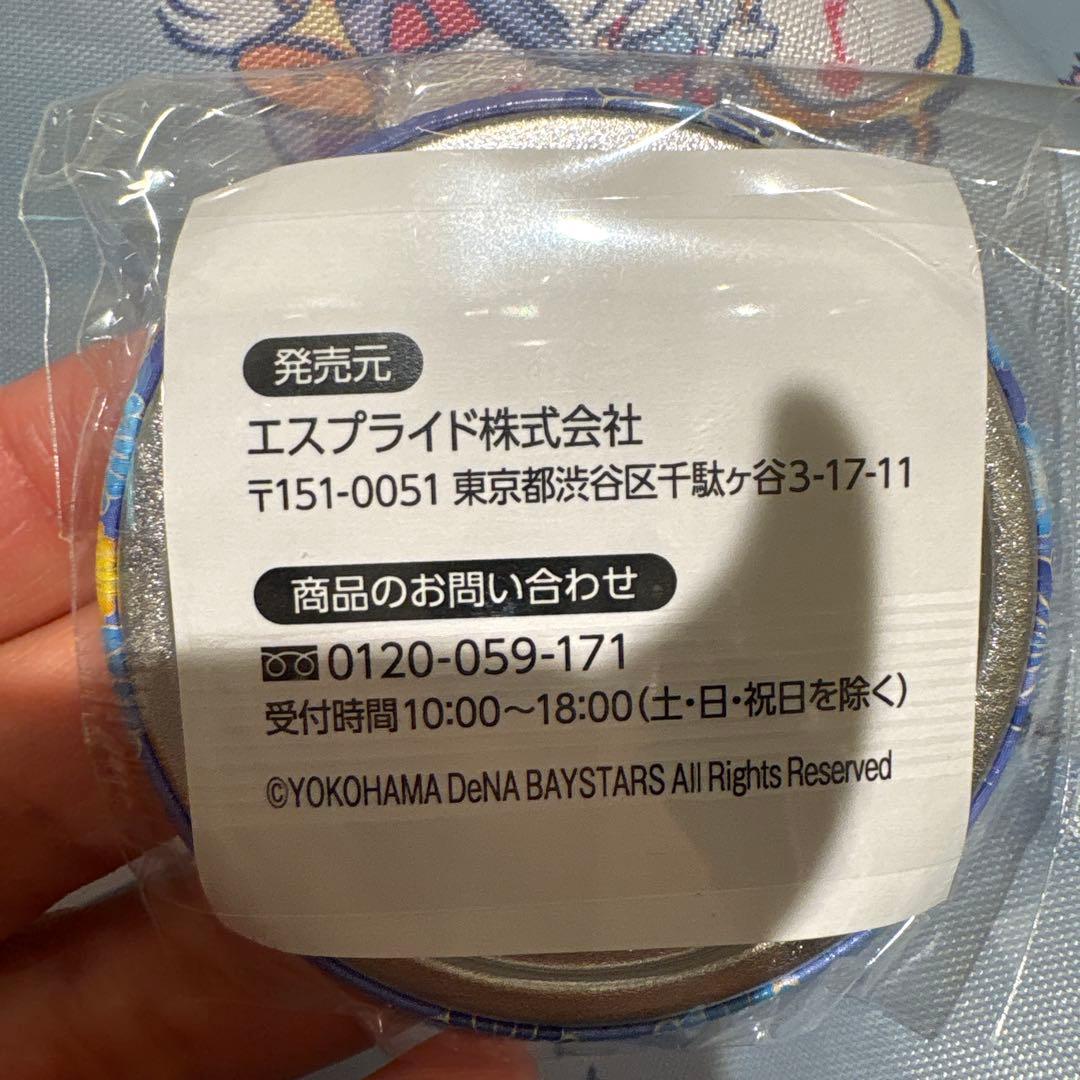 発売元
エスプライド株式会社
〒151-0051 東京都渋谷区千駄ヶ谷3-17-11
商品のお問い合わせ
0120-059-171
受付時間10:00〜18:00(土・日・祝日を除く)
©YOKOHAMA DeNA BAYSTARS All Rights Reserved